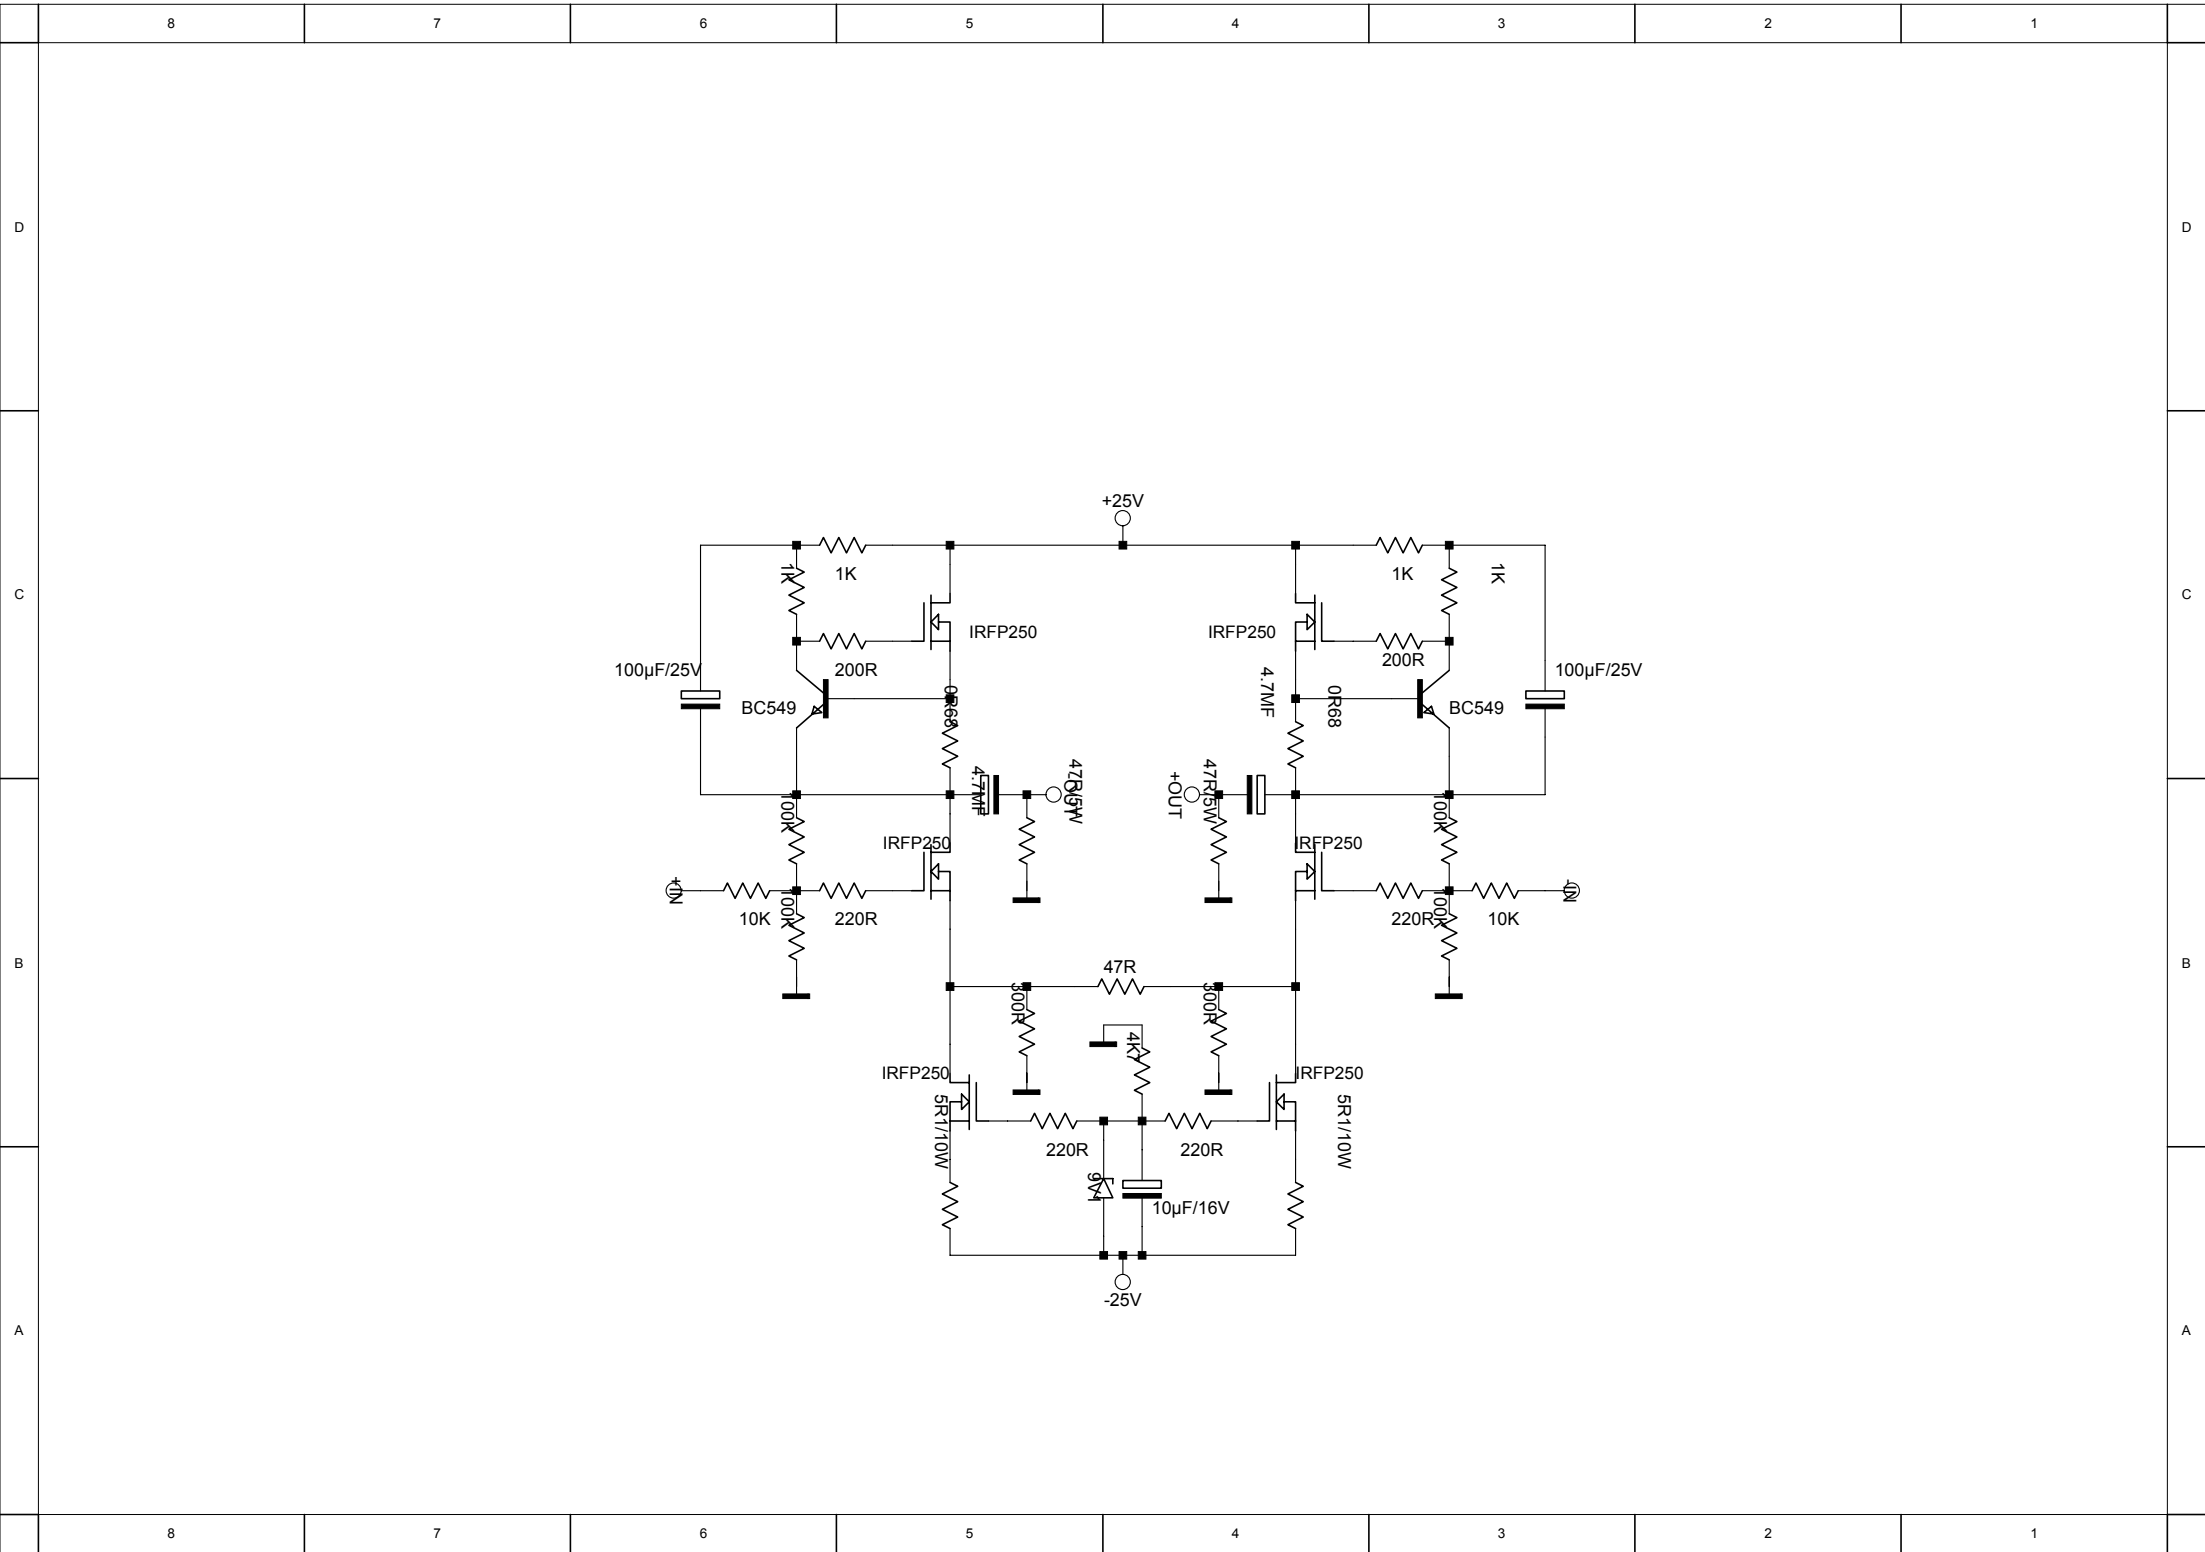 8 7 6 5 4 3 2 1
D D
+25V
1K 1K 1K 1K
C C
IRFP250 IRFP250
200R 200R
100µF/25V 100µF/25V
4.7MF
0R68 0R68
BC549 BC549
4.7MF
47R/5W 47R/5W
+OUT
100K 100K
IRFP250 IRFP250
+IN -IN
10K 100K 220R 220R 100K 10K
B B
47R
300R 300R
4K7
IRFP250 IRFP250
5R1/10W 5R1/10W
220R 220R
9V1
10µF/16V
-25V
A A
8 7 6 5 4 3 2 1